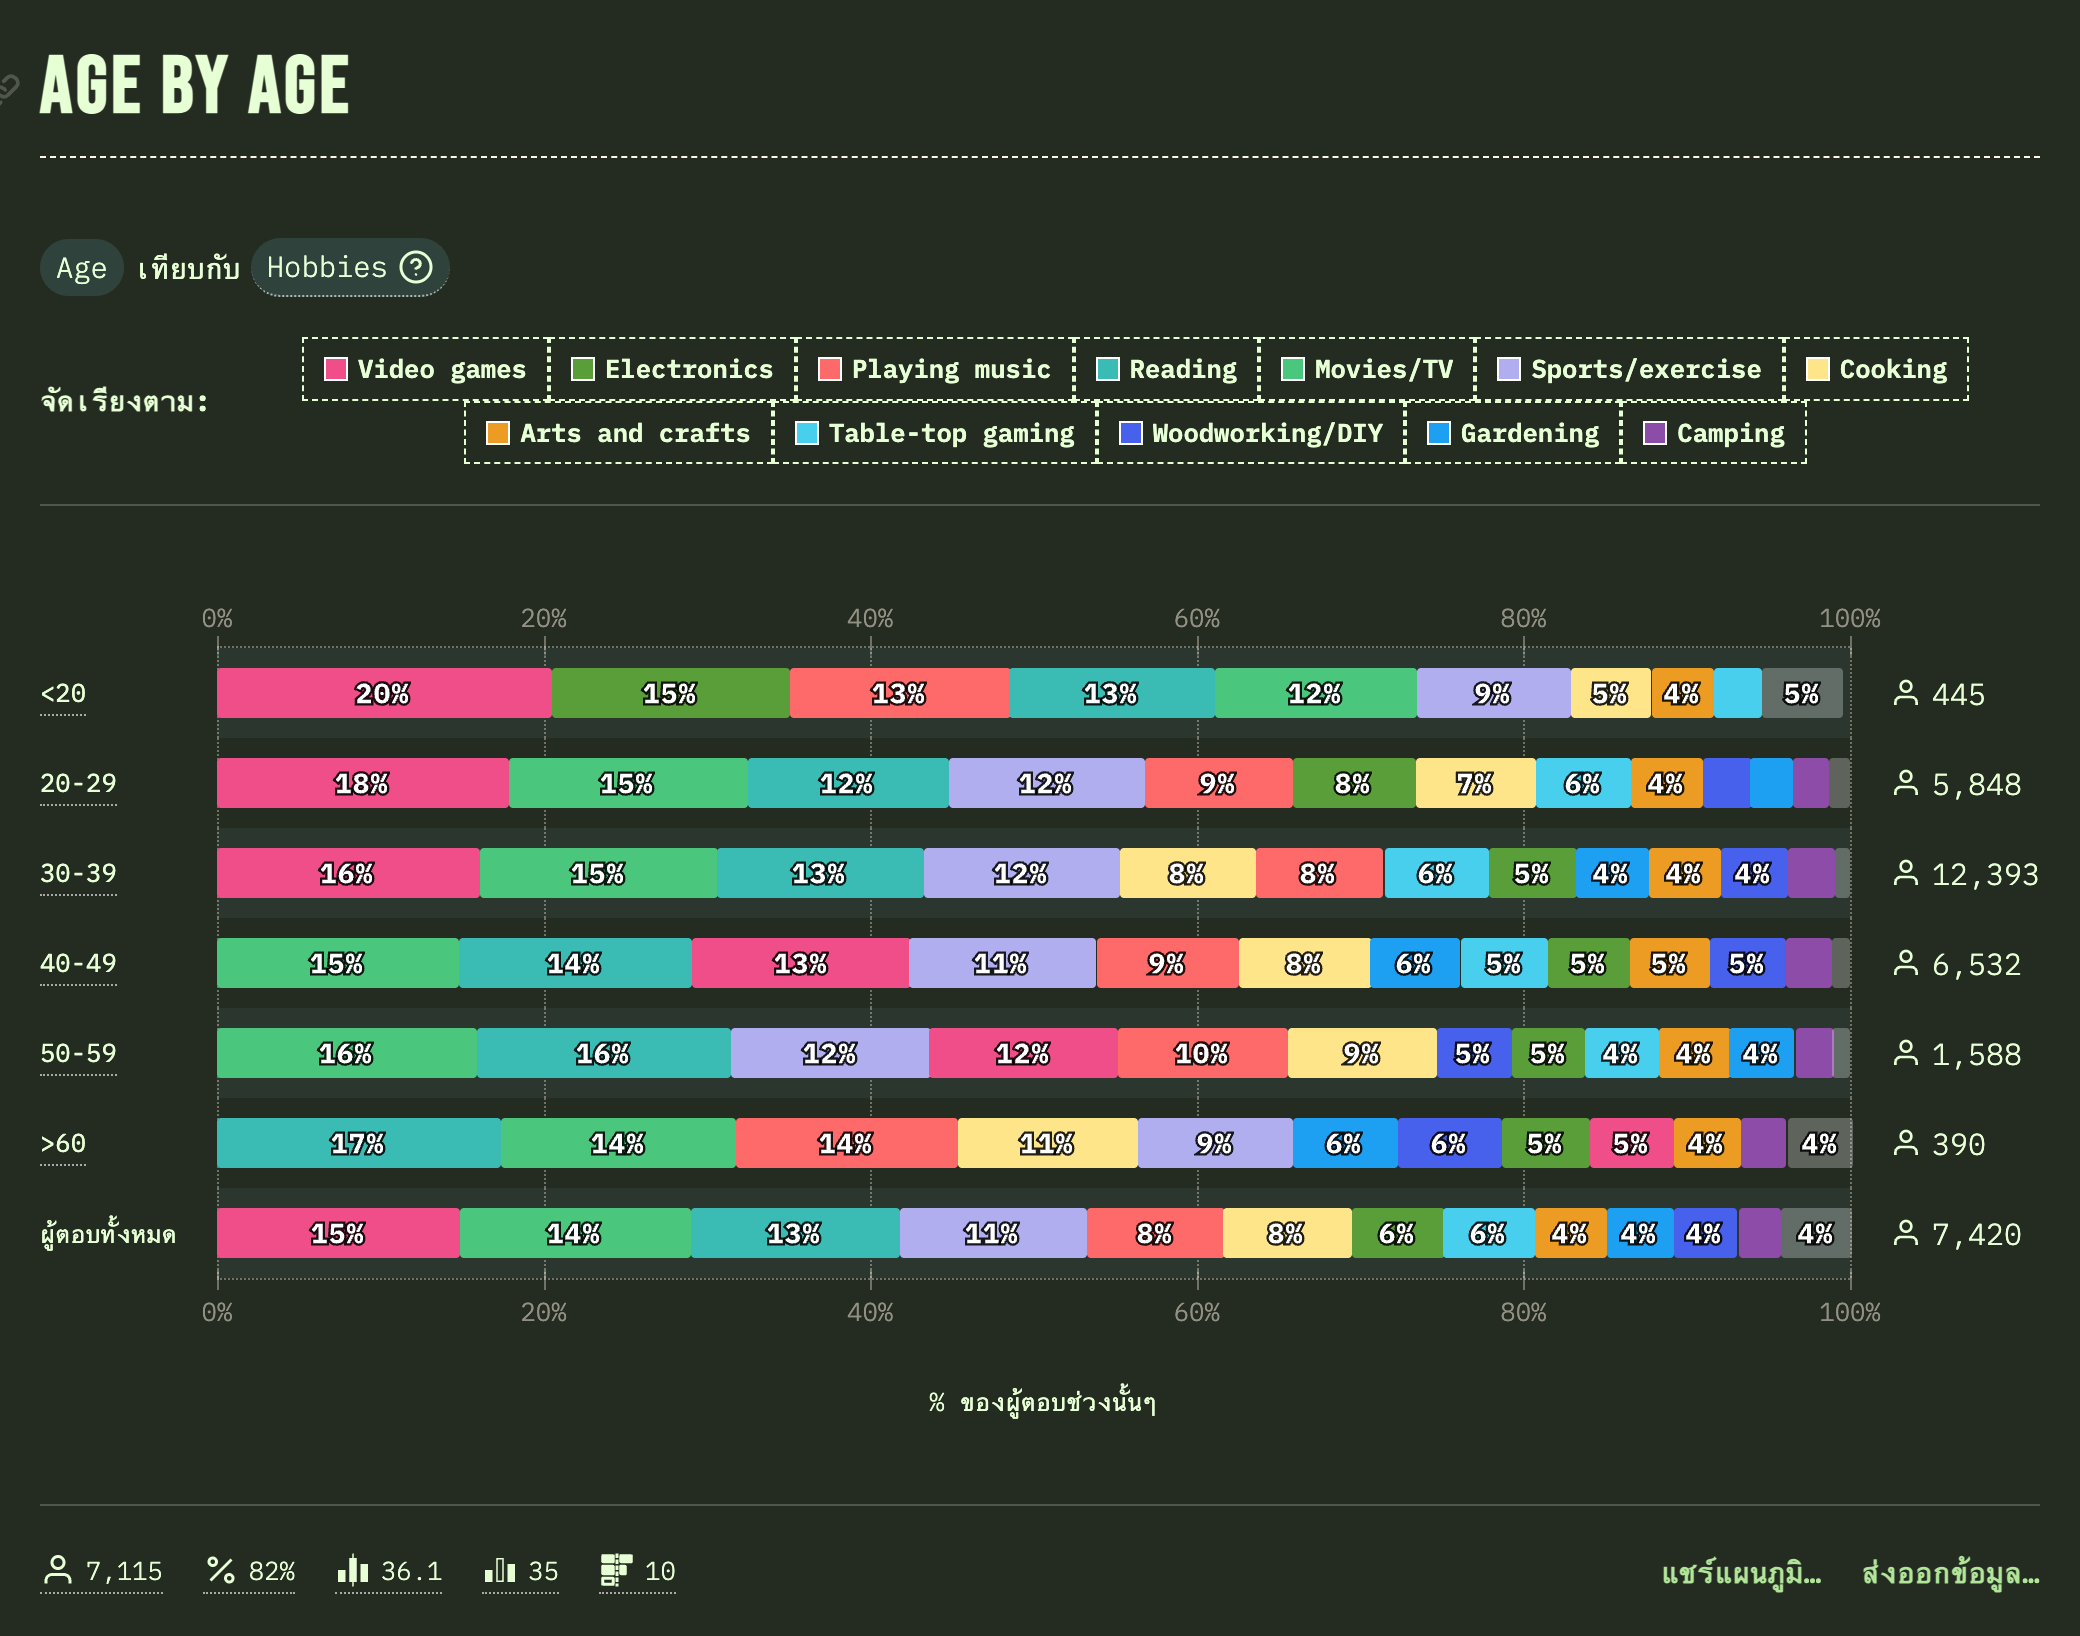 AGE BY AGE
Age เทียบกับ Hobbies
จัดเรียงตาม:
Video games Electronics Playing music Reading Movies/TV Sports/exercise Cooking
Arts and crafts Table-top gaming Woodworking/DIY Gardening Camping
0% 20% 40% 60% 80% 100%
<20 20% 15% 13% 13% 12% 9% 5% 4% 5% 445
20-29 18% 15% 12% 12% 9% 8% 7% 6% 4% 5,848
30-39 16% 15% 13% 12% 8% 8% 6% 5% 4% 4% 4% 12,393
40-49 15% 14% 13% 11% 9% 8% 6% 5% 5% 5% 5% 6,532
50-59 16% 16% 12% 12% 10% 9% 5% 5% 4% 4% 4% 1,588
>60 17% 14% 14% 11% 9% 6% 6% 5% 5% 4% 4% 390
ผู้ตอบทั้งหมด 15% 14% 13% 11% 8% 8% 6% 6% 4% 4% 4% 4% 7,420
0% 20% 40% 60% 80% 100%
% ของผู้ตอบช่วงนั้นๆ
7,115 82% 36.1 35 10 แชร์แผนภูมิ… ส่งออกข้อมูล…